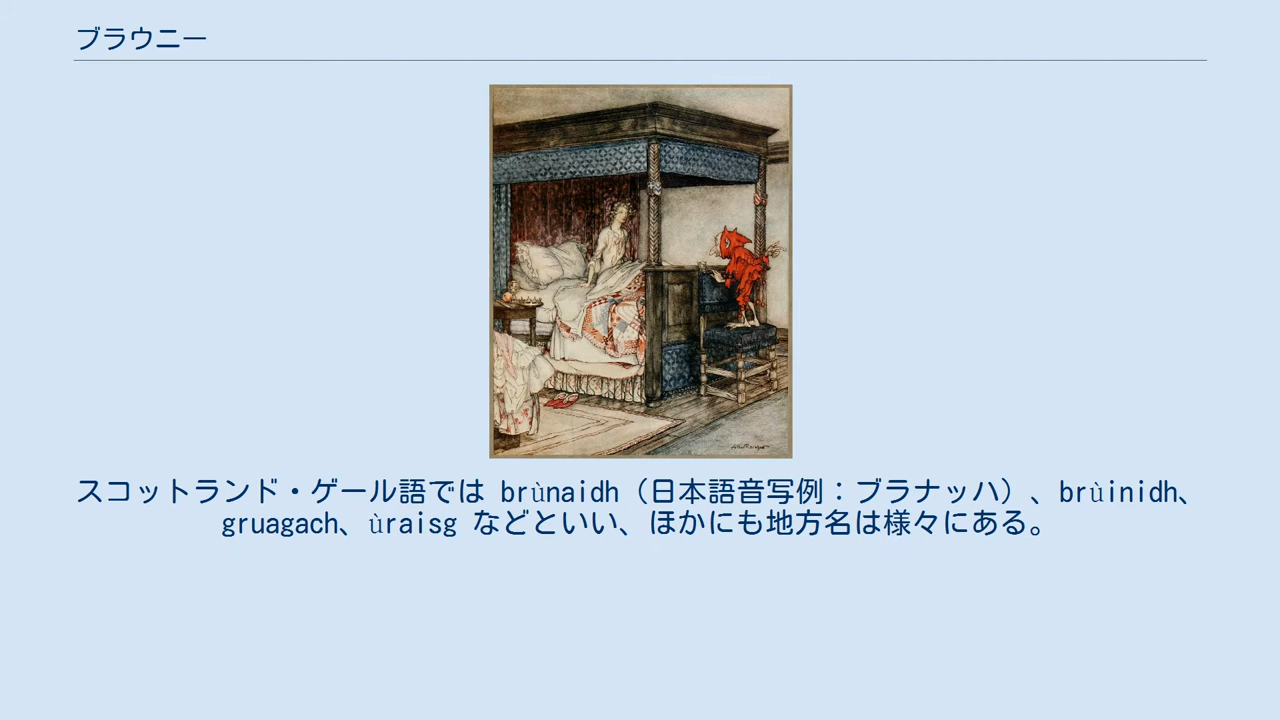 ブラウニー
スコットランド・ゲール語では brùnaidh（日本語音写例：ブラナッハ）、brùinidh、
gruagach、ùraisg などといい、ほかにも地方名は様々にある。